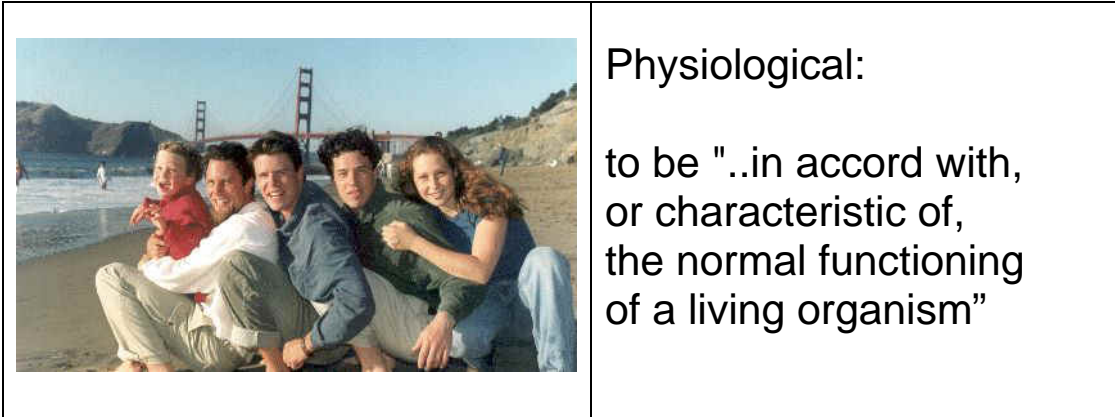 Physiological:
to be "..in accord with,
or characteristic of,
the normal functioning
of a living organism”